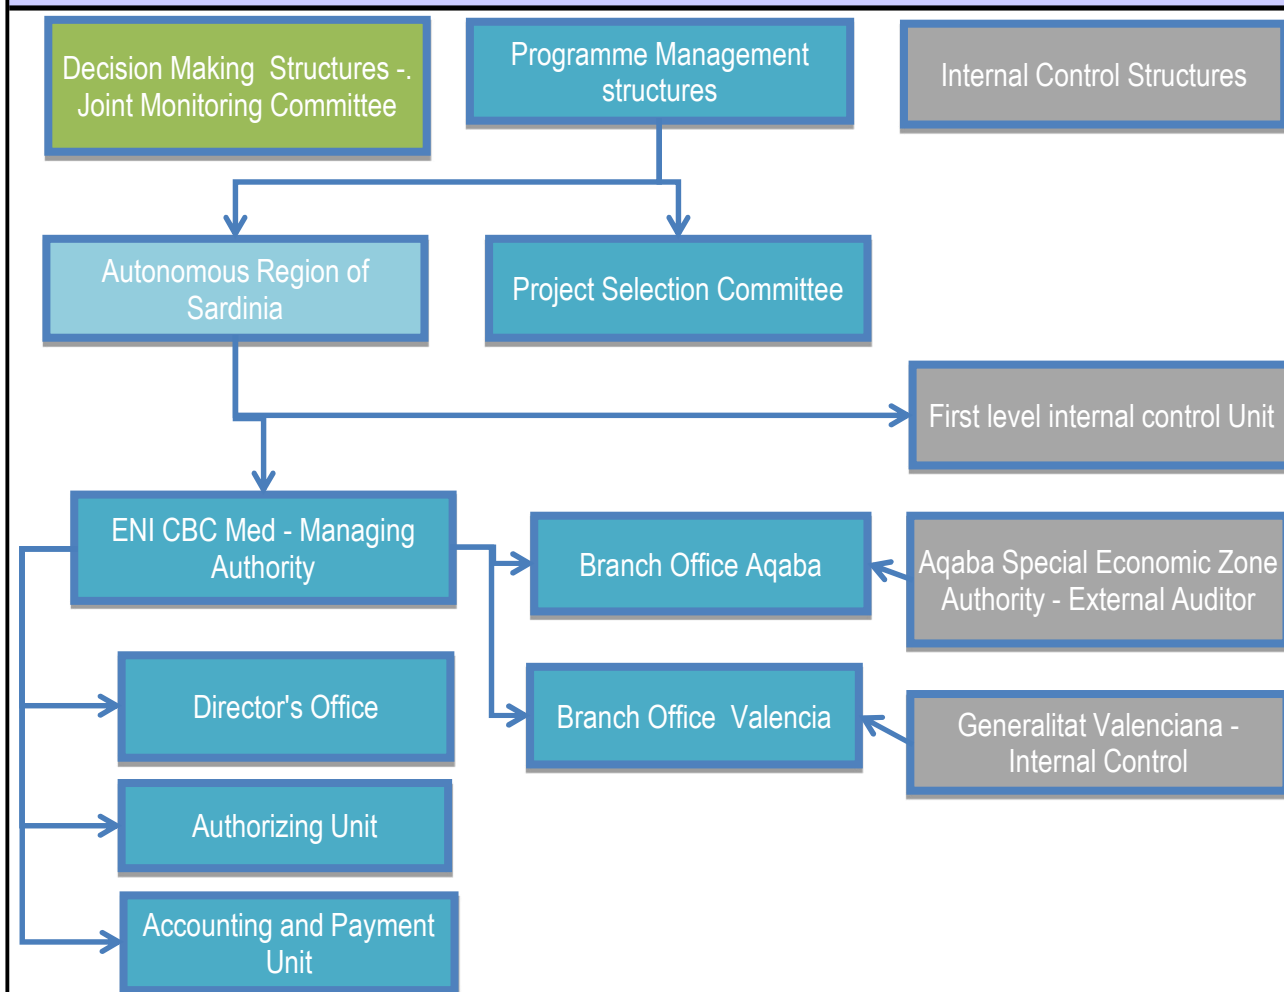 Decision Making Structures -.
Joint Monitoring Committee
Programme Management
structures
Internal Control Structures
Autonomous Region of
Sardinia
Project Selection Committee
First level internal control Unit
ENI CBC Med - Managing
Authority
Branch Office Aqaba
Aqaba Special Economic Zone
Authority - External Auditor
Director's Office
Branch Office Valencia
Generalitat Valenciana -
Internal Control
Authorizing Unit
Accounting and Payment
Unit